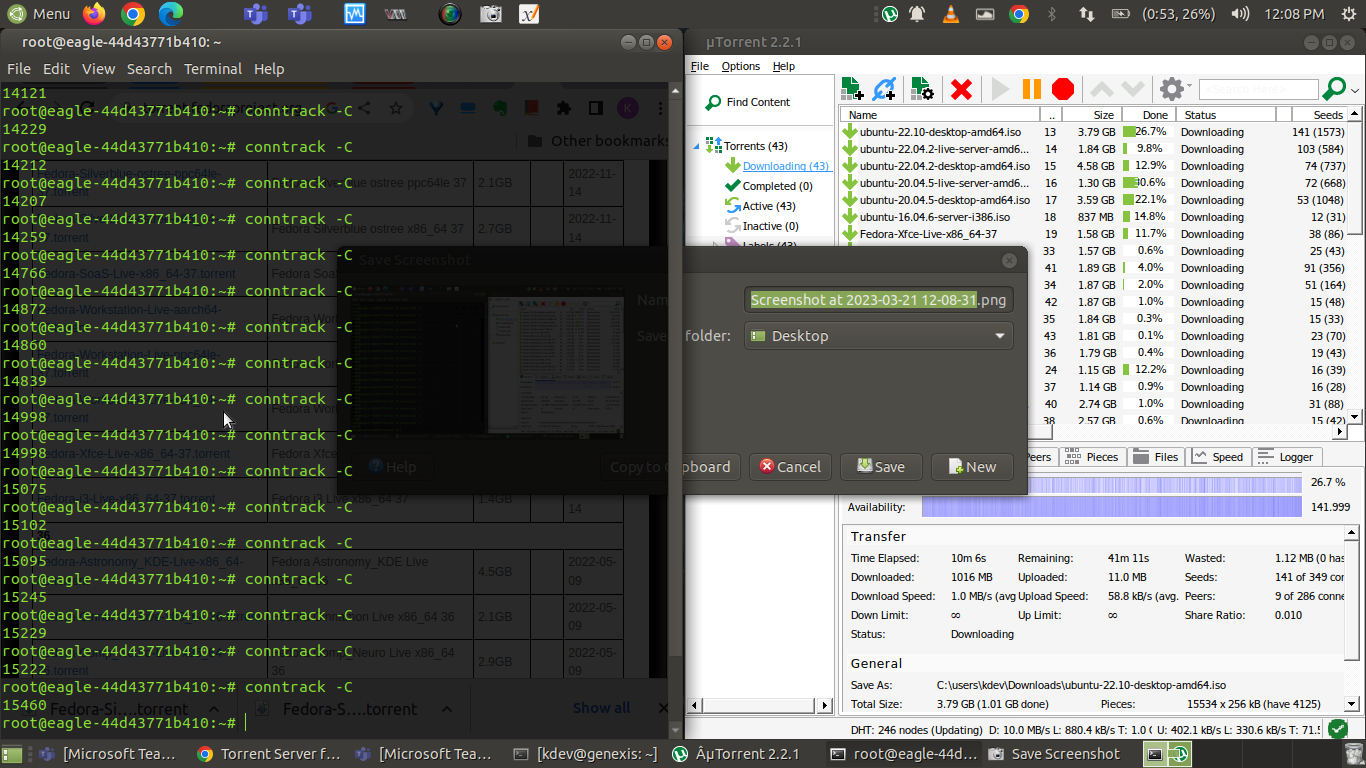 Menu
(0:53, 26%)
12:08 PM
root@eagle-44d43771b410: ~
File Edit View Search Terminal Help
14121
root@eagle-44d43771b410:~# conntrack -C
14229
root@eagle-44d43771b410:~# conntrack -C
14212
root@eagle-44d43771b410:~# conntrack -C
14207
root@eagle-44d43771b410:~# conntrack -C
14259
root@eagle-44d43771b410:~# conntrack -C
14766
root@eagle-44d43771b410:~# conntrack -C
14872
root@eagle-44d43771b410:~# conntrack -C
14860
root@eagle-44d43771b410:~# conntrack -C
14839
root@eagle-44d43771b410:~# conntrack -C
14998
root@eagle-44d43771b410:~# conntrack -C
14998
root@eagle-44d43771b410:~# conntrack -C
15075
root@eagle-44d43771b410:~# conntrack -C
15102
root@eagle-44d43771b410:~# conntrack -C
15095
root@eagle-44d43771b410:~# conntrack -C
15245
root@eagle-44d43771b410:~# conntrack -C
15229
root@eagle-44d43771b410:~# conntrack -C
15222
root@eagle-44d43771b410:~# conntrack -C
15460
root@eagle-44d43771b410:~#
Other bookmarks
Fedora Silverblue ostree x86_64 37 2.7GB
Fedora-Si....torrent
Fedora-S....torrent
Show all
Save Screenshot
Screenshot at 2023-03-21 12-08-31.png
folder: Desktop
Help
Copy to Clipboard
Cancel
Save
New
µTorrent 2.2.1
File Options Help
Find Content
<Search Here>
Torrents (43)
Downloading (43)
Completed (0)
Active (43)
Inactive (0)
Labels (43)
Name .. Size Done Status Seeds
ubuntu-22.10-desktop-amd64.iso 13 3.79 GB 26.7% Downloading 141 (1573)
ubuntu-22.04.2-live-server-amd6... 14 1.84 GB 9.8% Downloading 103 (584)
ubuntu-22.04.2-desktop-amd64.iso 15 4.58 GB 12.9% Downloading 74 (737)
ubuntu-20.04.5-live-server-amd6... 16 1.30 GB 40.6% Downloading 72 (668)
ubuntu-20.04.5-desktop-amd64.iso 17 3.59 GB 22.1% Downloading 53 (1048)
ubuntu-16.04.6-server-i386.iso 18 837 MB 14.8% Downloading 12 (31)
Fedora-Xfce-Live-x86_64-37 19 1.58 GB 11.7% Downloading 38 (86)
33 1.57 GB 0.6% Downloading 25 (43)
41 1.89 GB 4.0% Downloading 91 (356)
34 1.87 GB 2.0% Downloading 51 (164)
42 1.87 GB 1.0% Downloading 15 (48)
35 1.84 GB 0.3% Downloading 15 (33)
43 1.81 GB 0.1% Downloading 23 (70)
36 1.79 GB 0.4% Downloading 19 (43)
24 1.15 GB 12.2% Downloading 16 (39)
37 1.14 GB 0.9% Downloading 16 (28)
40 2.74 GB 1.0% Downloading 31 (88)
38 2.57 GB 0.6% Downloading 15 (42)
Peers Pieces Files Speed Logger
26.7 %
Availability: 141.999
Transfer
Time Elapsed: 10m 6s Remaining: 41m 11s Wasted: 1.12 MB (0 has
Downloaded: 1016 MB Uploaded: 11.0 MB Seeds: 141 of 349 con
Download Speed: 1.0 MB/s (avg Upload Speed: 58.8 kB/s (avg. Peers: 9 of 286 conne
Down Limit: ∞ Up Limit: ∞ Share Ratio: 0.010
Status: Downloading
General
Save As: C:\users\kdev\Downloads\ubuntu-22.10-desktop-amd64.iso
Total Size: 3.79 GB (1.01 GB done) Pieces: 15534 x 256 kB (have 4125)
DHT: 246 nodes (Updating) D: 10.0 MB/s L: 880.4 kB/s T: 1.0 G U: 402.1 kB/s L: 330.6 kB/s T: 71.5
[Microsoft Tea...
Torrent Server f...
[Microsoft Tea...
[kdev@genexis: ~]
ÂµTorrent 2.2.1
root@eagle-44d...
Save Screenshot